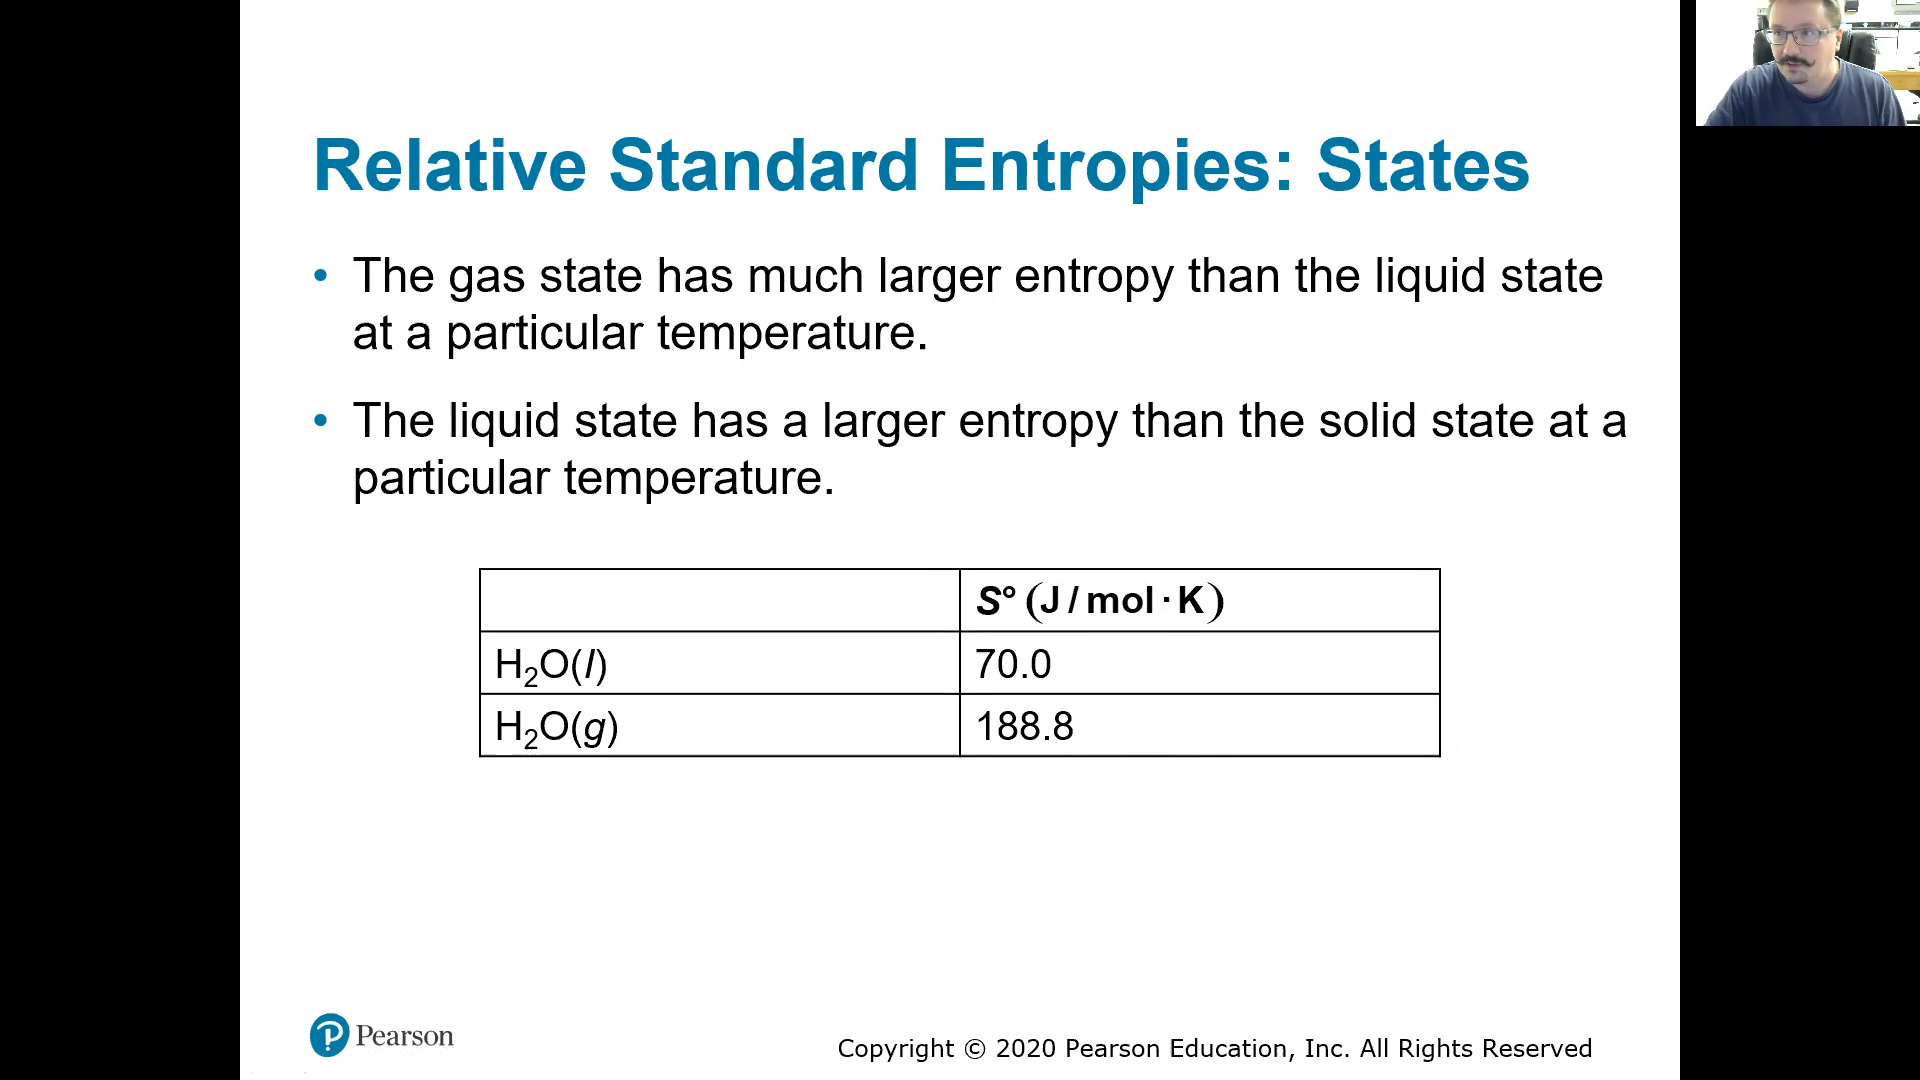 Relative Standard Entropies: States
• The gas state has much larger entropy than the liquid state
at a particular temperature.
• The liquid state has a larger entropy than the solid state at a
particular temperature.
S° (J / mol · K)
H₂O(l) 70.0
H₂O(g) 188.8
Pearson
Copyright © 2020 Pearson Education, Inc. All Rights Reserved